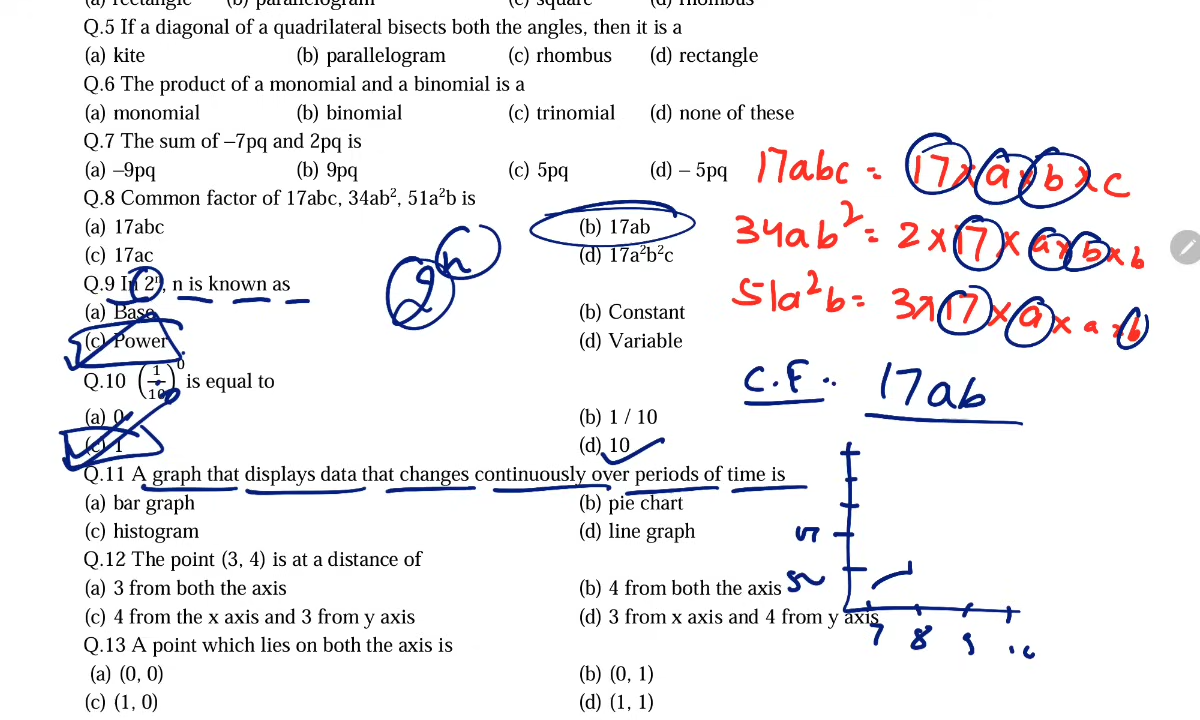 (a) rectangle (b) parallelogram (c) square (d) rhombus
Q.5 If a diagonal of a quadrilateral bisects both the angles, then it is a
(a) kite (b) parallelogram (c) rhombus (d) rectangle
Q.6 The product of a monomial and a binomial is a
(a) monomial (b) binomial (c) trinomial (d) none of these
Q.7 The sum of –7pq and 2pq is
(a) –9pq (b) 9pq (c) 5pq (d) – 5pq
Q.8 Common factor of 17abc, 34ab², 51a²b is
(a) 17abc (b) 17ab
(c) 17ac (d) 17a²b²c
Q.9 In 2ⁿ, n is known as
(a) Base (b) Constant
(c) Power (d) Variable
Q.10 (1/10)⁰ is equal to
(a) 0 (b) 1 / 10
(c) 1 (d) 10
Q.11 A graph that displays data that changes continuously over periods of time is
(a) bar graph (b) pie chart
(c) histogram (d) line graph
Q.12 The point (3, 4) is at a distance of
(a) 3 from both the axis (b) 4 from both the axis
(c) 4 from the x axis and 3 from y axis (d) 3 from x axis and 4 from y axis
Q.13 A point which lies on both the axis is
(a) (0, 0) (b) (0, 1)
(c) (1, 0) (d) (1, 1)
17abc = 17 × a × b × c
34ab² = 2 × 17 × a × b × b
51a²b = 3 × 17 × a × a × b
C.F.. 17ab
2ⁿ
7 8 9 10